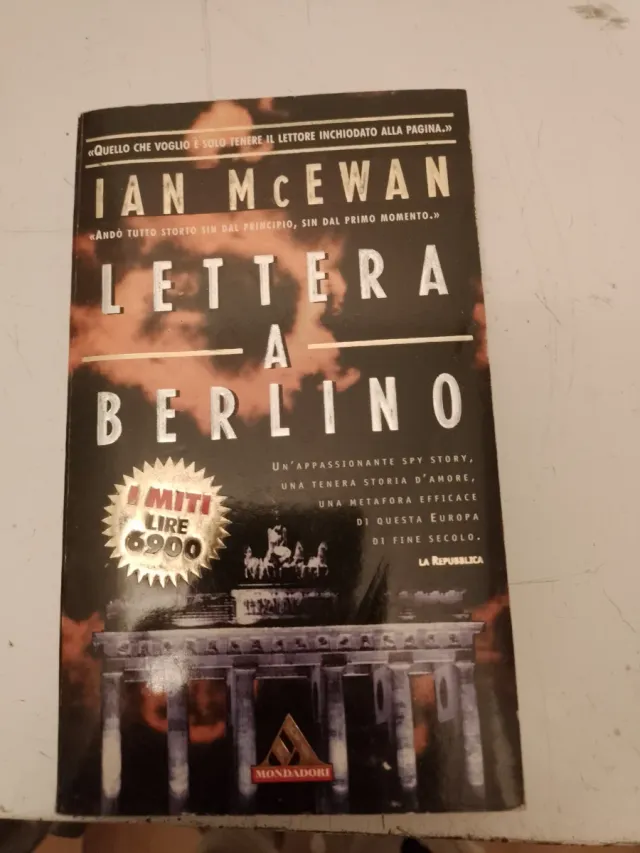 «QUELLO CHE VOGLIO È SOLO TENERE IL LETTORE INCHIODATO ALLA PAGINA.»
IAN MCEWAN
«ANDÒ TUTTO STORTO SIN DAL PRINCIPIO, SIN DAL PRIMO MOMENTO.»
LETTERA
A
BERLINO
UN'APPASSIONANTE SPY STORY,
UNA TENERA STORIA D'AMORE,
UNA METAFORA EFFICACE
DI QUESTA EUROPA
DI FINE SECOLO.
LA REPUBBLICA
I MITI
LIRE
6900
MONDADORI